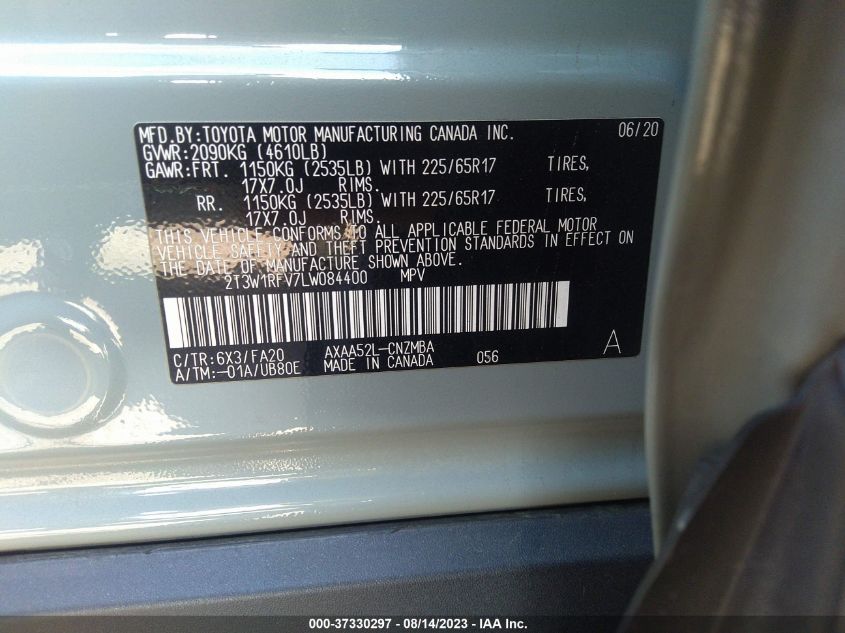 MFD.BY:TOYOTA MOTOR MANUFACTURING CANADA INC. 06/20
GVWR:2090KG (4610LB)
GAWR:FRT. 1150KG (2535LB) WITH 225/65R17 TIRES,
17X7.0J RIMS.
RR. 1150KG (2535LB) WITH 225/65R17 TIRES,
17X7.0J RIMS.
THIS VEHICLE CONFORMS TO ALL APPLICABLE FEDERAL MOTOR
VEHICLE SAFETY AND THEFT PREVENTION STANDARDS IN EFFECT ON
THE DATE OF MANUFACTURE SHOWN ABOVE.
2T3W1RFV7LW084400 MPV
C/TR:6X3/FA20 AXAA52L-CNZMBA
A/TM:-01A/UB80E MADE IN CANADA 056 A
000-37330297 - 08/14/2023 - IAA Inc.